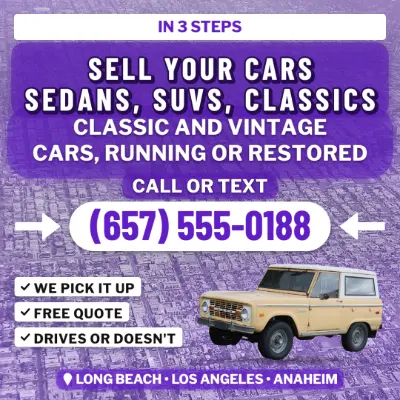 IN 3 STEPS
SELL YOUR CARS
SEDANS, SUVS, CLASSICS
CLASSIC AND VINTAGE
CARS, RUNNING OR RESTORED
CALL OR TEXT
(657) 555-0188
WE PICK IT UP
FREE QUOTE
DRIVES OR DOESN'T
LONG BEACH • LOS ANGELES • ANAHEIM